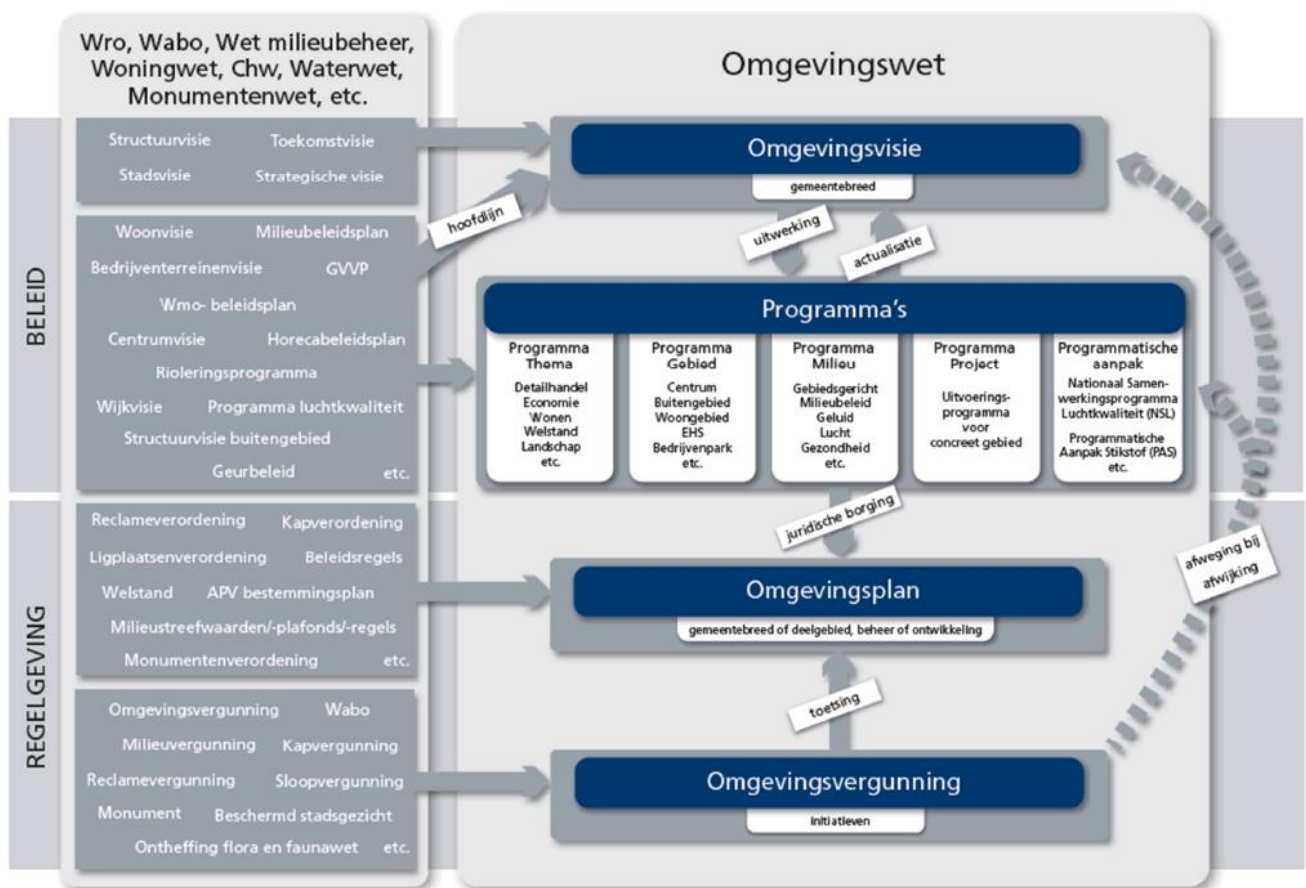 Wro, Wabo, Wet milieubeheer,
Woningwet, Chw, Waterwet,
Monumentenwet, etc.
Omgevingswet
BELEID
Structuurvisie Toekomstvisie
Stadsvisie Strategische visie
Woonvisie Milieubeleidsplan
Bedrijventerreinenvisie GVVP
Wmo- beleidsplan
Centrumvisie Horecabeleidsplan
Rioleringsprogramma
Wijkvisie Programma luchtkwaliteit
Structuurvisie buitengebied
Geurbeleid etc.
hoofdlijn
Omgevingsvisie
gemeentebreed
uitwerking
actualisatie
Programma's
Programma
Thema
Detailhandel
Economie
Wonen
Welstand
Landschap
etc.
Programma
Gebied
Centrum
Buitengebied
Woongebied
EHS
Bedrijvenpark
etc.
Programma
Milieu
Gebiedsgericht
Milieubeleid
Geluid
Lucht
Gezondheid
etc.
Programma
Project
Uitvoerings-
programma
voor
concreet gebied
Programmatische
aanpak
Nationaal Samen-
werkingsprogramma
Luchtkwaliteit (NSL)
Programmatische
Aanpak Stikstof (PAS)
etc.
juridische borging
REGELGEVING
Reclameverordening Kapverordening
Ligplaatsenverordening Beleidsregels
Welstand APV bestemmingsplan
Milieustreefwaarden/-plafonds/-regels
Monumentenverordening etc.
Omgevingsplan
gemeentebreed of deelgebied, beheer of ontwikkeling
afweging bij
afwijking
toetsing
Omgevingsvergunning Wabo
Milieuvergunning Kapvergunning
Reclamevergunning Sloopvergunning
Monument Beschermd stadsgezicht
Ontheffing flora en faunawet etc.
Omgevingsvergunning
initiatieven